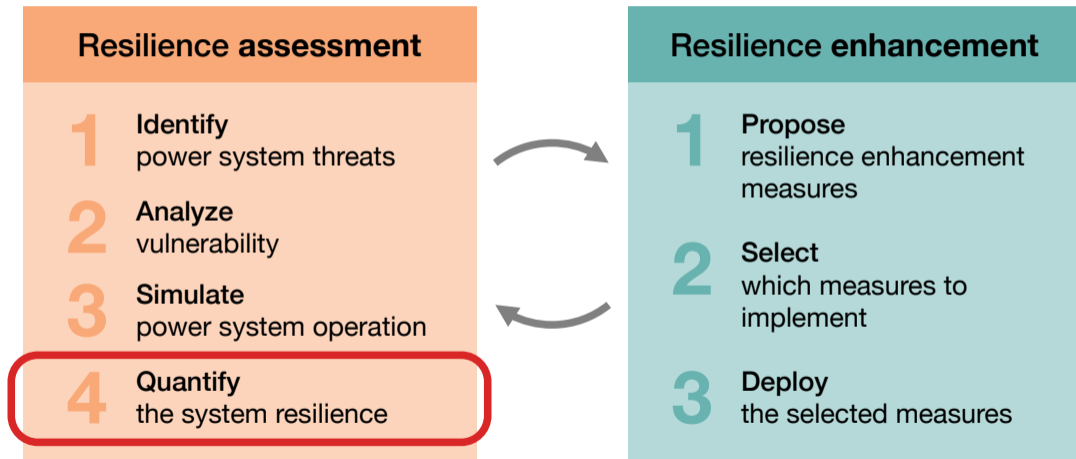 Resilience assessment
1
Identify
power system threats
2
Analyze
vulnerability
3
Simulate
power system operation
4
Quantify
the system resilience
Resilience enhancement
1
Propose
resilience enhancement
measures
2
Select
which measures to
implement
3
Deploy
the selected measures